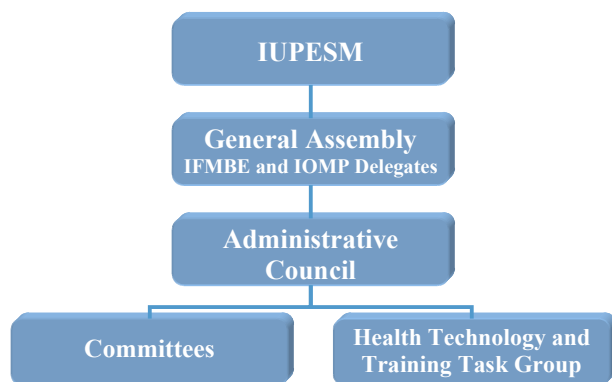 IUPESM
General Assembly
IFMBE and IOMP Delegates
Administrative
Council
Committees
Health Technology and
Training Task Group